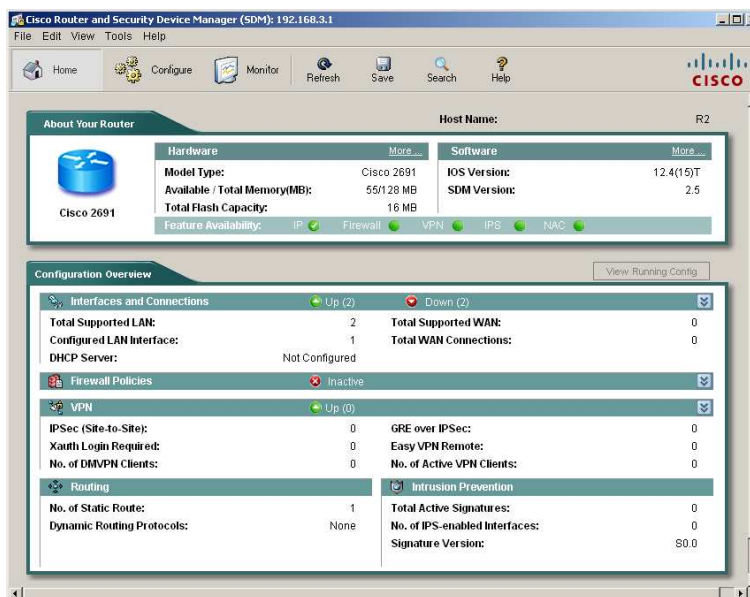 Cisco Router and Security Device Manager (SDM): 192.168.3.1
File Edit View Tools Help
Home Configure Monitor Refresh Save Search Help CISCO
About Your Router Host Name: R2
Hardware More ... Software More ...
Model Type: Cisco 2691 IOS Version: 12.4(15)T
Available / Total Memory(MB): 55/128 MB SDM Version: 2.5
Cisco 2691 Total Flash Capacity: 16 MB
Feature Availability: IP Firewall VPN IPS NAC
Configuration Overview View Running Config
Interfaces and Connections Up (2) Down (2)
Total Supported LAN: 2 Total Supported WAN: 0
Configured LAN Interface: 1 Total WAN Connections: 0
DHCP Server: Not Configured
Firewall Policies Inactive
VPN Up (0)
IPSec (Site-to-Site): 0 GRE over IPSec: 0
Xauth Login Required: 0 Easy VPN Remote: 0
No. of DMVPN Clients: 0 No. of Active VPN Clients: 0
Routing Intrusion Prevention
No. of Static Route: 1 Total Active Signatures: 0
Dynamic Routing Protocols: None No. of IPS-enabled Interfaces: 0
Signature Version: S0.0